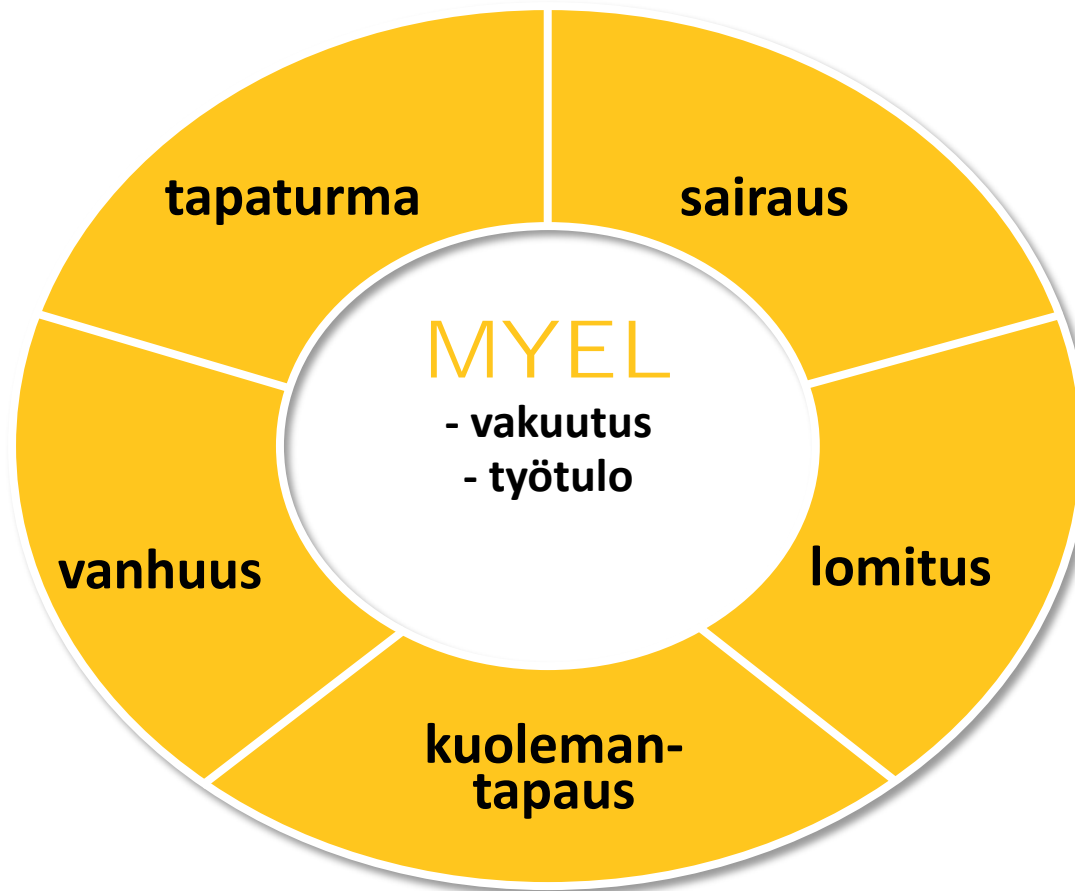 tapaturma
sairaus
MYEL
- vakuutus
- työtulo
vanhuus
lomitus
kuoleman-
tapaus